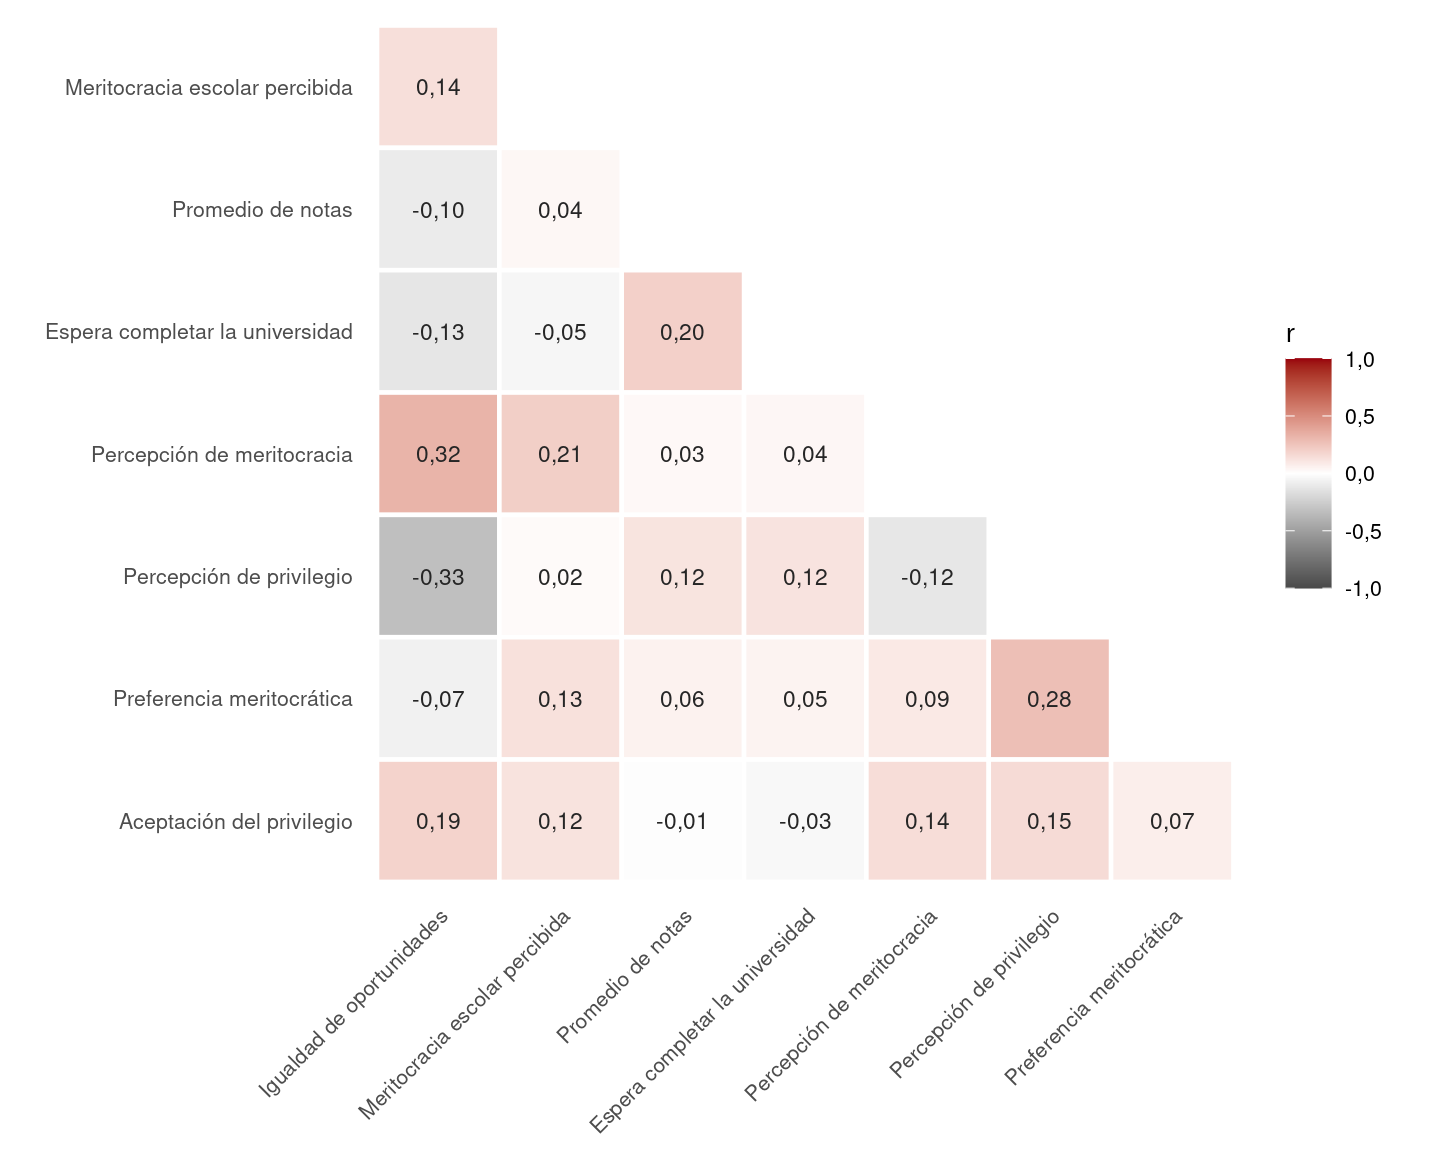 Meritocracia escolar percibida 0,14
Promedio de notas -0,10 0,04
Espera completar la universidad -0,13 -0,05 0,20
Percepción de meritocracia 0,32 0,21 0,03 0,04
Percepción de privilegio -0,33 0,02 0,12 0,12 -0,12
Preferencia meritocrática -0,07 0,13 0,06 0,05 0,09 0,28
Aceptación del privilegio 0,19 0,12 -0,01 -0,03 0,14 0,15 0,07
Igualdad de oportunidades
Meritocracia escolar percibida
Promedio de notas
Espera completar la universidad
Percepción de meritocracia
Percepción de privilegio
Preferencia meritocrática
r
1,0
0,5
0,0
-0,5
-1,0